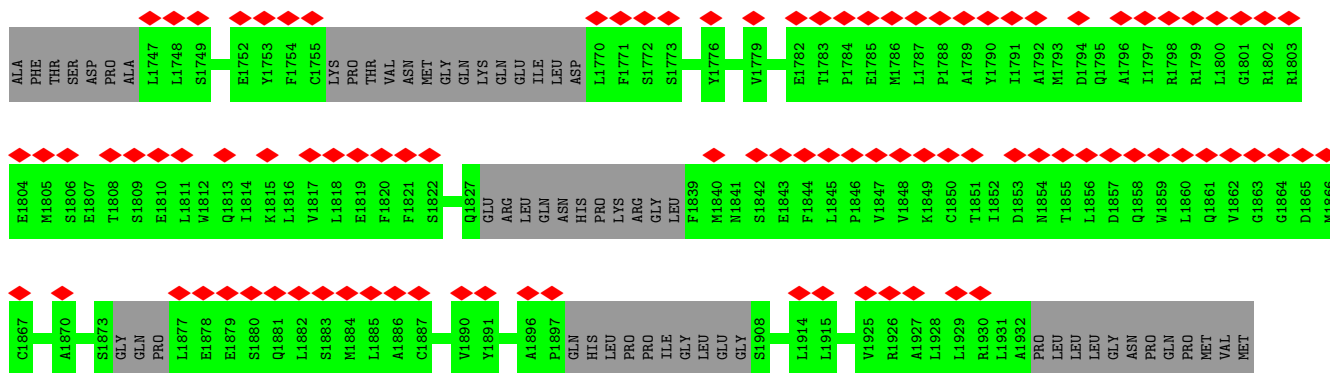 ALA PHE THR SER ASP PRO ALA L1747 L1748 S1749 E1752 Y1753 F1754 C1755 LYS PRO THR VAL ASN MET GLY GLN LYS GLN GLU ILE LEU ASP L1770 F1771 S1772 S1773 Y1776 V1779 E1782 T1783 P1784 E1785 M1786 L1787 P1788 A1789 Y1790 I1791 A1792 M1793 D1794 Q1795 A1796 I1797 R1798 R1799 L1800 G1801 R1802 R1803
E1804 M1805 S1806 E1807 T1808 S1809 E1810 L1811 W1812 Q1813 I1814 K1815 L1816 V1817 L1818 E1819 F1820 F1821 S1822 Q1827 GLU ARG LEU GLN ASN HIS PRO LYS ARG GLY LEU F1839 M1840 N1841 S1842 E1843 F1844 L1845 P1846 V1847 V1848 K1849 C1850 T1851 I1852 D1853 N1854 T1855 L1856 D1857 Q1858 W1859 L1860 Q1861 V1862 G1863 G1864 D1865 M1866
C1867 A1870 S1873 GLY GLN PRO L1877 E1878 E1879 S1880 Q1881 L1882 S1883 M1884 L1885 A1886 C1887 V1890 Y1891 A1896 P1897 GLN HIS LEU PRO PRO ILE GLY LEU GLU GLY S1908 L1914 L1915 V1925 R1926 A1927 L1928 L1929 R1930 L1931 A1932 PRO LEU LEU LEU GLY ASN PRO GLN PRO MET VAL MET